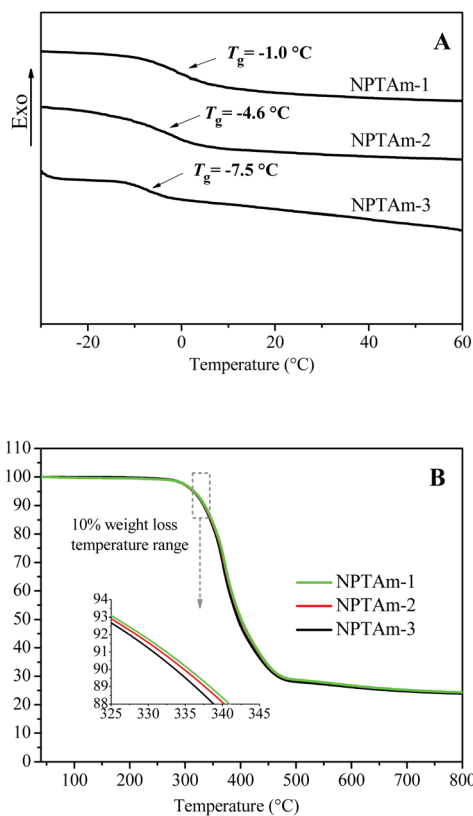 A
Tg= -1.0 °C
NPTAm-1
Exo
Tg= -4.6 °C
NPTAm-2
Tg= -7.5 °C
NPTAm-3
-20 0 20 40 60
Temperature (°C)
110
100
90
80
70
60
50
40
30
20
10
0
B
10% weight loss
temperature range
NPTAm-1
NPTAm-2
NPTAm-3
94
93
92
91
90
89
88
325 330 335 340 345
100 200 300 400 500 600 700 800
Temperature (°C)